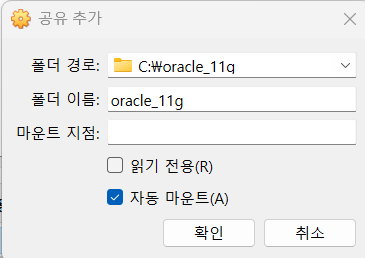 공유 추가
폴더 경로: C:\oracle_11g
폴더 이름: oracle_11g
마운트 지점:
읽기 전용(R)
자동 마운트(A)
확인 취소